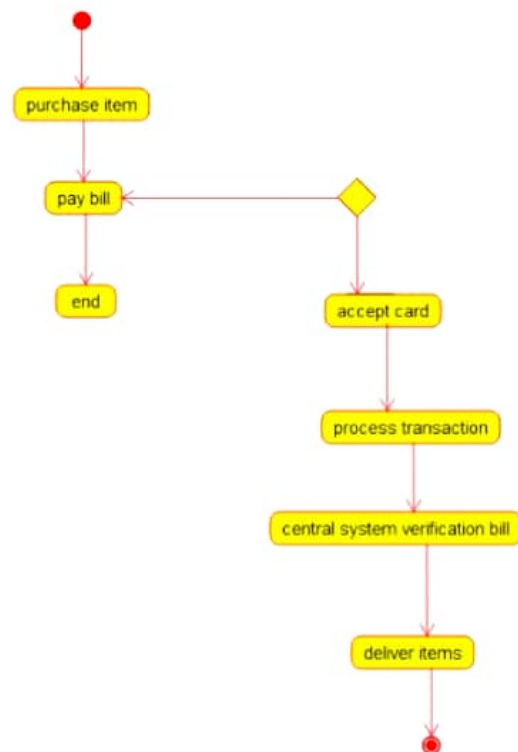 purchase item
pay bill
end
accept card
process transaction
central system verification bill
deliver items